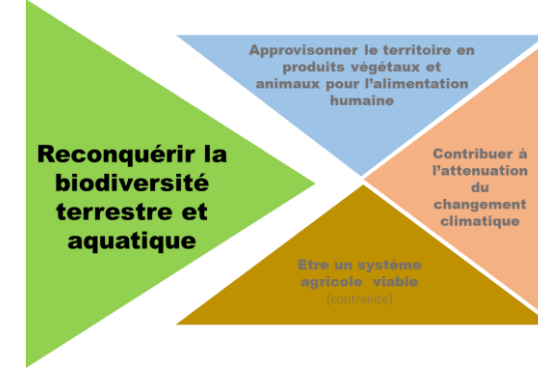 Reconquérir la
biodiversité
terrestre et
aquatique
Approvisonner le territoire en
produits végétaux et
animaux pour l'alimentation
humaine
Contribuer à
l'attenuation
du
changement
climatique
Etre un système
agricole viable
(contrainte)